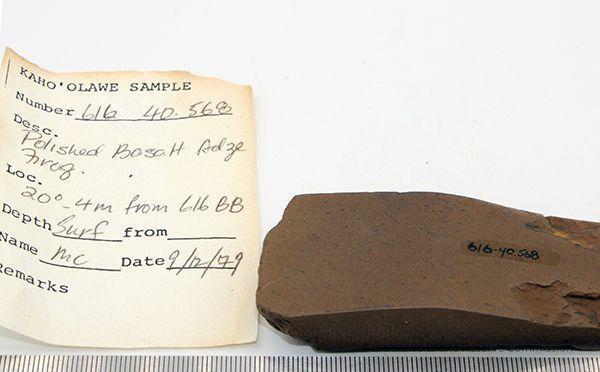 KAHO'OLAWE SAMPLE
Number 616 40.568
Desc.
Polished Basalt Adze
Frag.
Loc.
20° - 4m from 616 BB
Depth Surf from
Name MC Date 9/12/79
Remarks
616-40.568